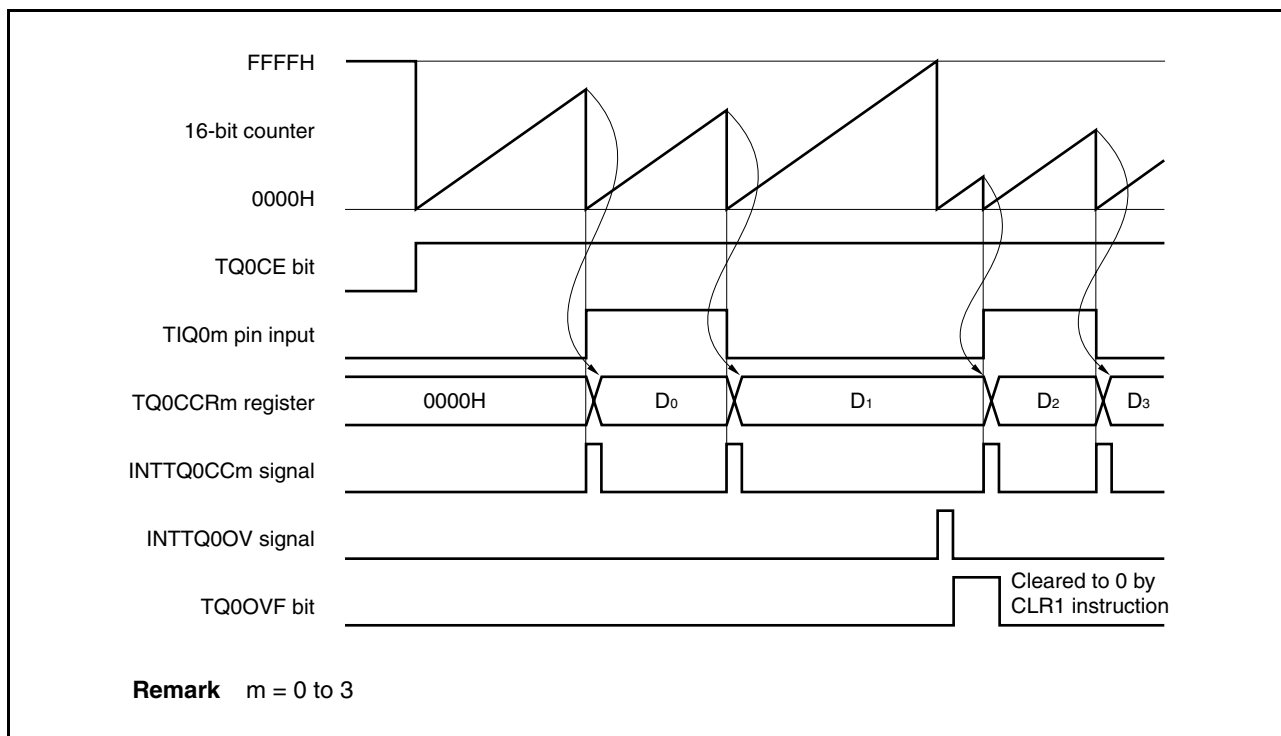 FFFFH
16-bit counter
0000H
TQ0CE bit
TIQ0m pin input
TQ0CCRm register
0000H
D0
D1
D2
D3
INTTQ0CCm signal
INTTQ0OV signal
TQ0OVF bit
Cleared to 0 by
CLR1 instruction
Remark m = 0 to 3